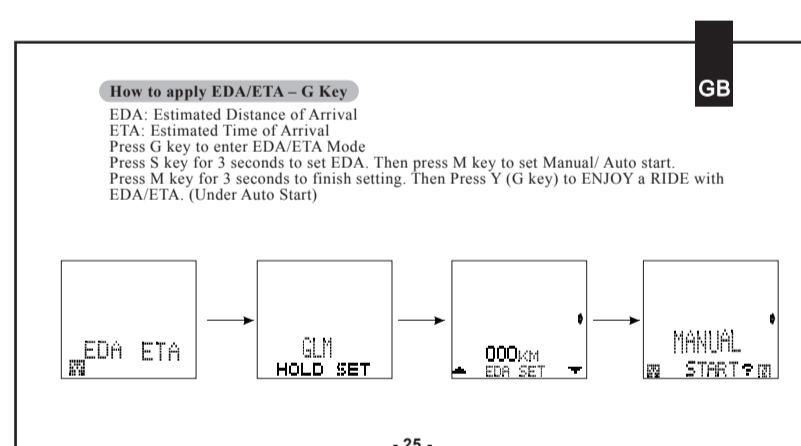 GB
How to apply EDA/ETA – G Key
EDA: Estimated Distance of Arrival
ETA: Estimated Time of Arrival
Press G key to enter EDA/ETA Mode
Press S key for 3 seconds to set EDA. Then press M key to set Manual/ Auto start.
Press M key for 3 seconds to finish setting. Then Press Y (G key) to ENJOY a RIDE with
EDA/ETA. (Under Auto Start)
EDA ETA
GLM
HOLD SET
000KM
EDA SET
MANUAL
Y START? N
- 25 -